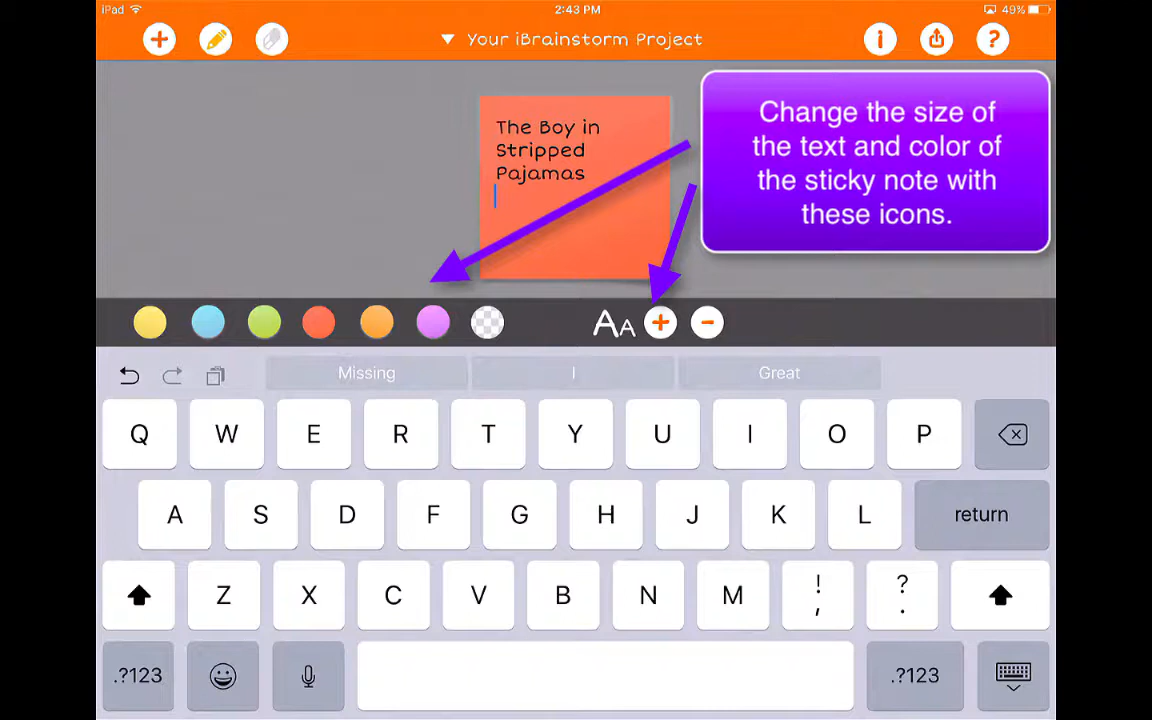 iPad 2:43 PM 49%
Your iBrainstorm Project
i ?
The Boy in
Stripped
Pajamas
Change the size of
the text and color of
the sticky note with
these icons.
AA + -
Missing I Great
Q W E R T Y U I O P
A S D F G H J K L return
Z X C V B N M ! , ? .
.?123 .?123